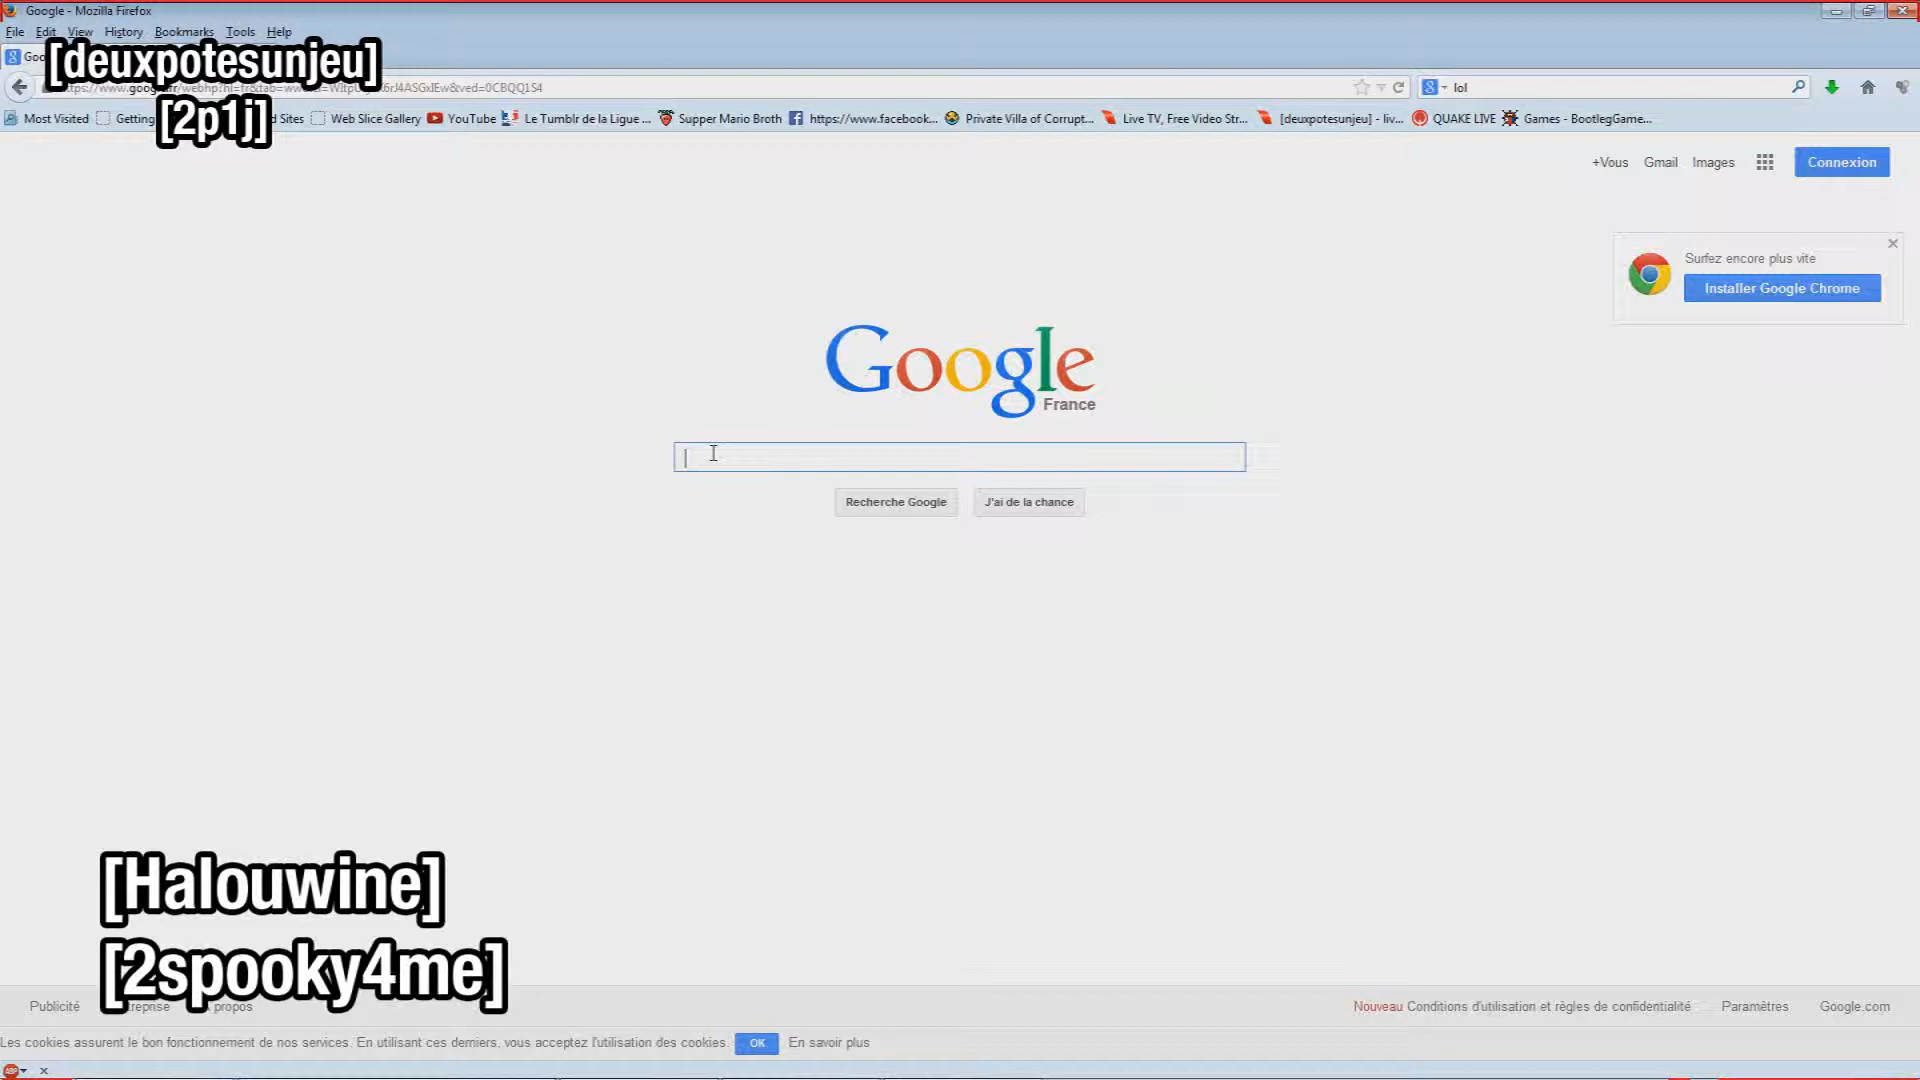 Google - Mozilla Firefox
File Edit View History Bookmarks Tools Help
[deuxpotesunjeu]
lol
[2p1j]
Most Visited Getting Sites Web Slice Gallery YouTube Le Tumblr de la Ligue ... Supper Mario Broth https://www.facebook... Private Villa of Corrupt... Live TV, Free Video Str... [deuxpotesunjeu] - liv... QUAKE LIVE Games - BootlegGame...
+Vous Gmail Images Connexion
Surfez encore plus vite
Installer Google Chrome
Google
France
Recherche Google J'ai de la chance
[Halouwine]
[2spooky4me]
Publicité propos Nouveau Conditions d'utilisation et règles de confidentialité Paramètres Google.com
Les cookies assurent le bon fonctionnement de nos services. En utilisant ces derniers, vous acceptez l'utilisation des cookies. OK En savoir plus
ABP